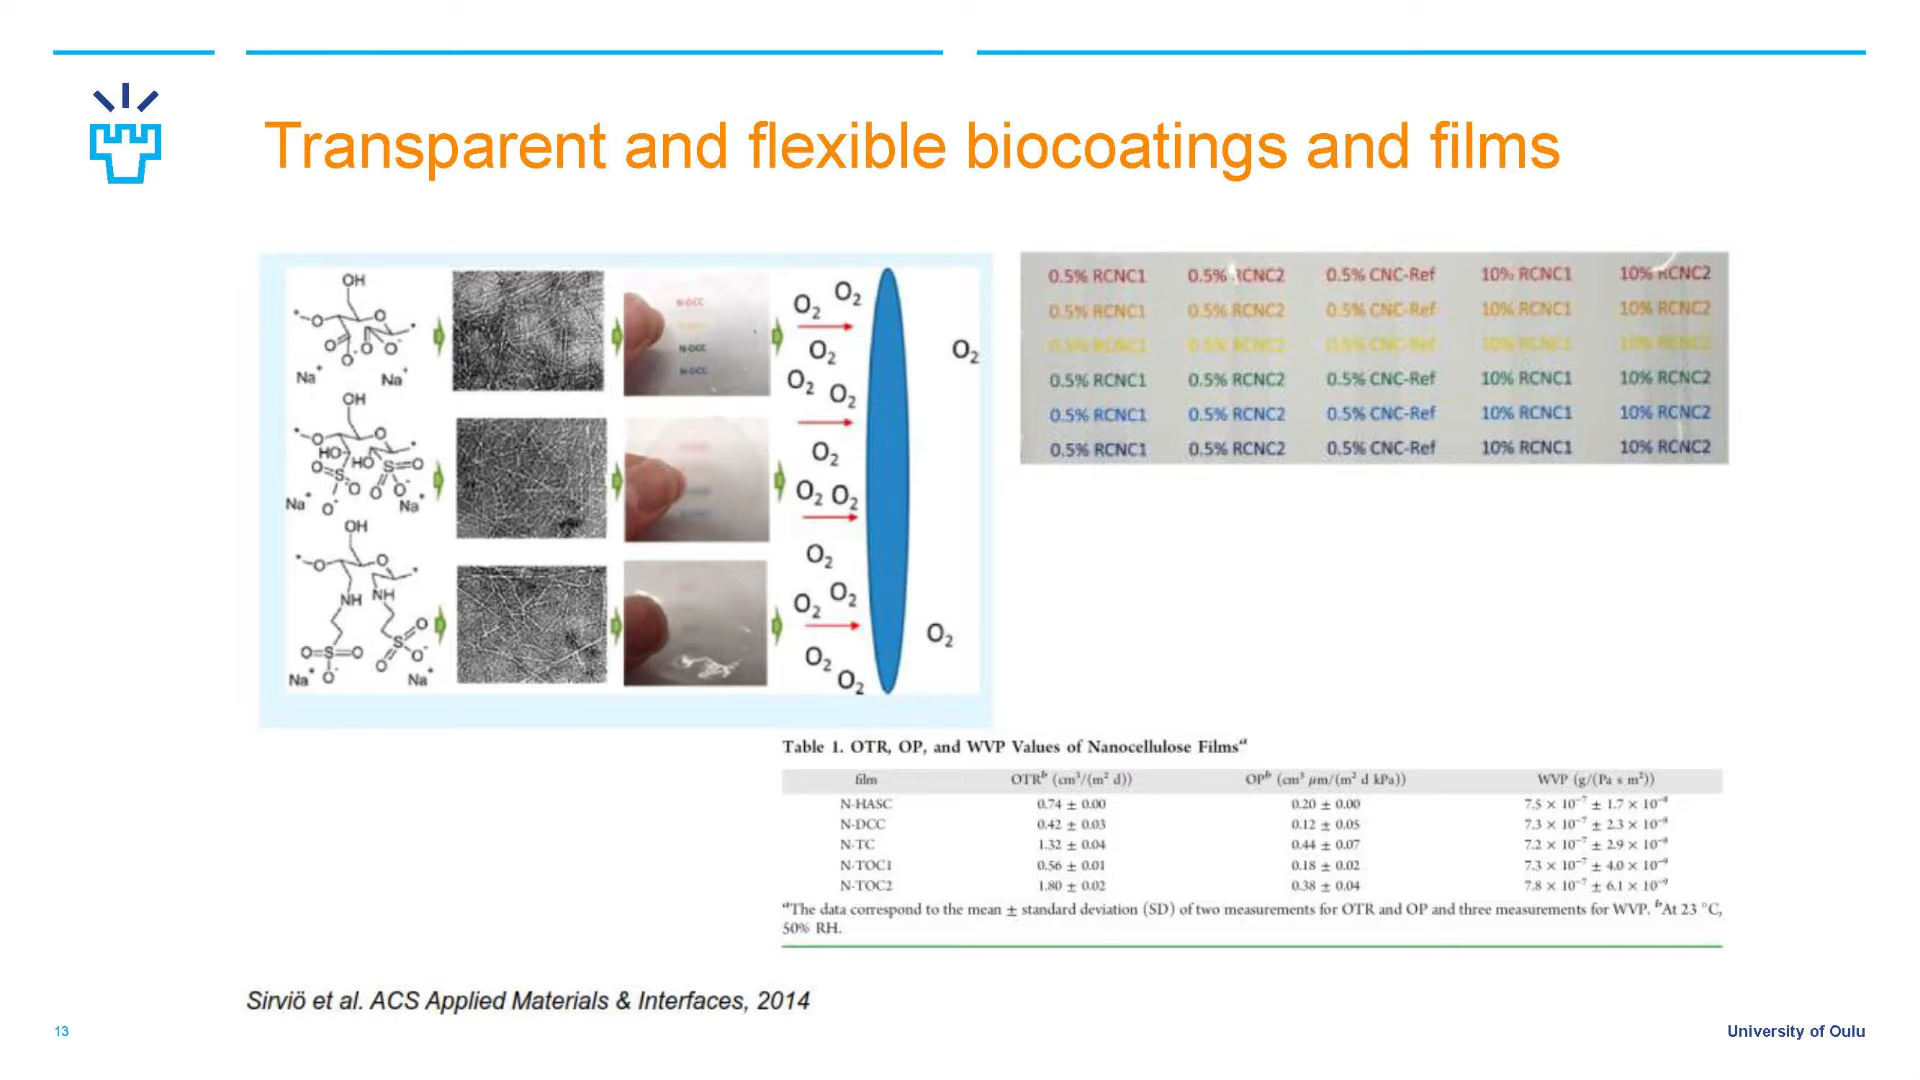 Transparent and flexible biocoatings and films
OH
O
O
O O O-
Na+ Na+
OH
O
O
HO HO
O S=O
S O O O-
Na+ O- Na+
OH
O
O
NH NH
O=S=O S O
O- O O-
Na+ Na+
N-DCC
N-DCC
N-DCC
O2 O2
O2 O2
O2 O2
O2
O2 O2
O2
O2 O2
O2
O2 O2
O2
0.5% RCNC1 0.5% RCNC2 0.5% CNC-Ref 10% RCNC1 10% RCNC2
0.5% RCNC1 0.5% RCNC2 0.5% CNC-Ref 10% RCNC1 10% RCNC2
0.5% RCNC1 0.5% RCNC2 0.5% CNC-Ref 10% RCNC1 10% RCNC2
0.5% RCNC1 0.5% RCNC2 0.5% CNC-Ref 10% RCNC1 10% RCNC2
0.5% RCNC1 0.5% RCNC2 0.5% CNC-Ref 10% RCNC1 10% RCNC2
0.5% RCNC1 0.5% RCNC2 0.5% CNC-Ref 10% RCNC1 10% RCNC2
Table 1. OTR, OP, and WVP Values of Nanocellulose Films^a
film OTR^b (cm³/(m² d)) OP^b (cm³ μm/(m² d kPa)) WVP (g/(Pa s m²))
N-HASC 0.74 ± 0.00 0.20 ± 0.00 7.5 × 10⁻⁷ ± 1.7 × 10⁻⁸
N-DCC 0.42 ± 0.03 0.12 ± 0.05 7.3 × 10⁻⁷ ± 2.3 × 10⁻⁸
N-TC 1.32 ± 0.04 0.44 ± 0.07 7.2 × 10⁻⁷ ± 2.9 × 10⁻⁸
N-TOC1 0.56 ± 0.01 0.18 ± 0.02 7.3 × 10⁻⁷ ± 4.0 × 10⁻⁹
N-TOC2 1.80 ± 0.02 0.38 ± 0.04 7.8 × 10⁻⁷ ± 6.1 × 10⁻⁹
^aThe data correspond to the mean ± standard deviation (SD) of two measurements for OTR and OP and three measurements for WVP. ^bAt 23 °C,
50% RH.
Sirviö et al. ACS Applied Materials & Interfaces, 2014
13
University of Oulu